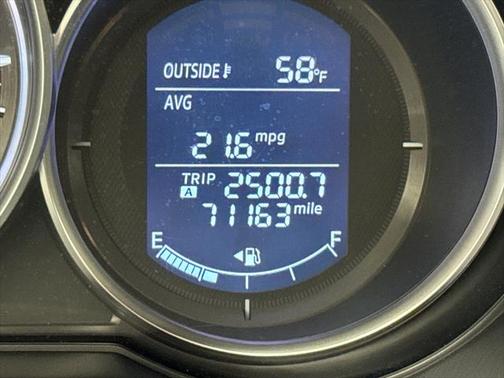 OUTSIDE 58°F
AVG
21.6 mpg
TRIP A 2500.7
71163 mile
E F